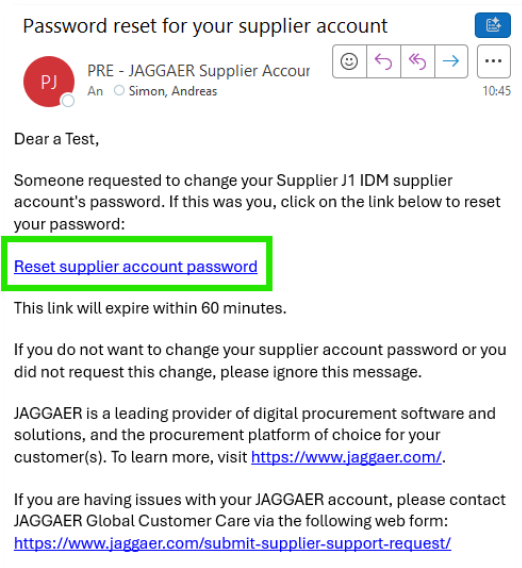 Password reset for your supplier account
PJ
PRE - JAGGAER Supplier Accour
An Simon, Andreas
10:45
Dear a Test,
Someone requested to change your Supplier J1 IDM supplier
account's password. If this was you, click on the link below to reset
your password:
Reset supplier account password
This link will expire within 60 minutes.
If you do not want to change your supplier account password or you
did not request this change, please ignore this message.
JAGGAER is a leading provider of digital procurement software and
solutions, and the procurement platform of choice for your
customer(s). To learn more, visit https://www.jaggaer.com/.
If you are having issues with your JAGGAER account, please contact
JAGGAER Global Customer Care via the following web form:
https://www.jaggaer.com/submit-supplier-support-request/